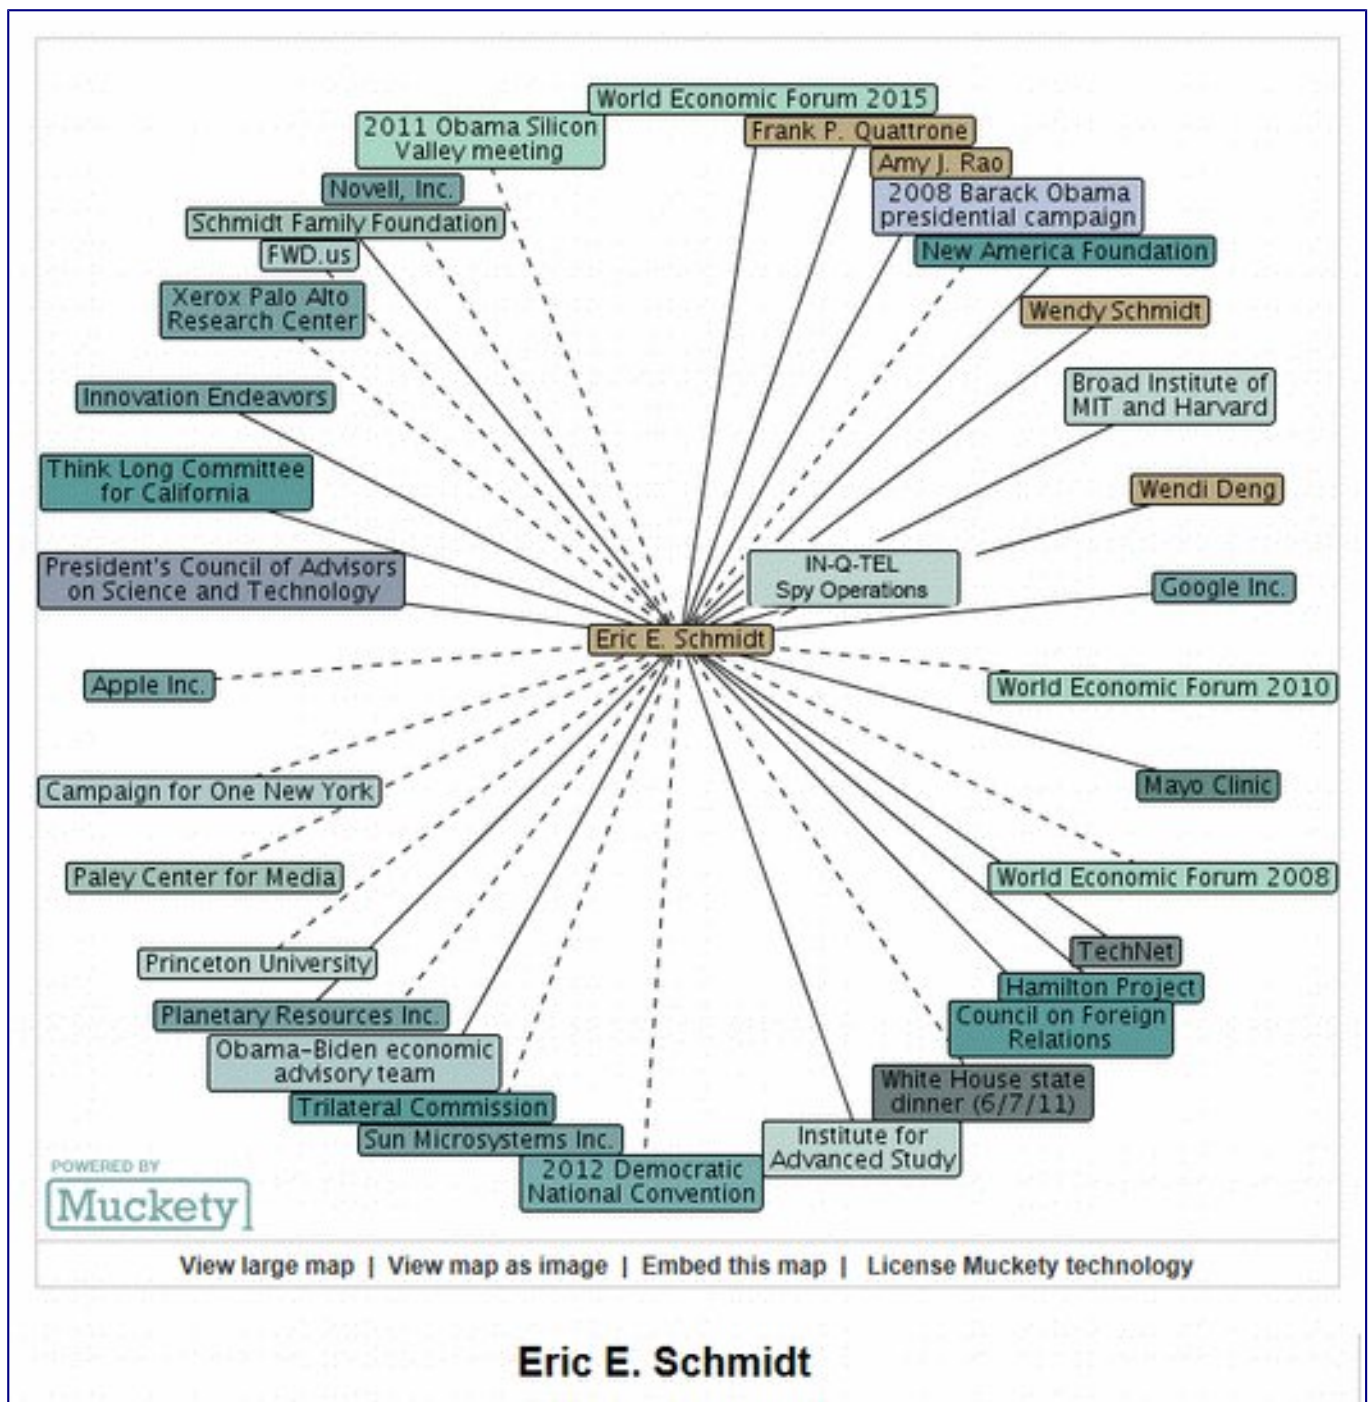 World Economic Forum 2015
2011 Obama Silicon
Valley meeting
Frank P. Quattrone
Amy J. Rao
Novell, Inc.
2008 Barack Obama
presidential campaign
Schmidt Family Foundation
FWD.us
New America Foundation
Xerox Palo Alto
Research Center
Wendy Schmidt
Innovation Endeavors
Broad Institute of
MIT and Harvard
Think Long Committee
for California
Wendi Deng
President's Council of Advisors
on Science and Technology
IN-Q-TEL
Spy Operations
Google Inc.
Eric E. Schmidt
Apple Inc.
World Economic Forum 2010
Campaign for One New York
Mayo Clinic
Paley Center for Media
World Economic Forum 2008
Princeton University
TechNet
Hamilton Project
Planetary Resources Inc.
Council on Foreign
Relations
Obama-Biden economic
advisory team
White House state
dinner (6/7/11)
Trilateral Commission
Sun Microsystems Inc.
Institute for
Advanced Study
2012 Democratic
National Convention
POWERED BY
Muckety
View large map | View map as image | Embed this map | License Muckety technology
Eric E. Schmidt